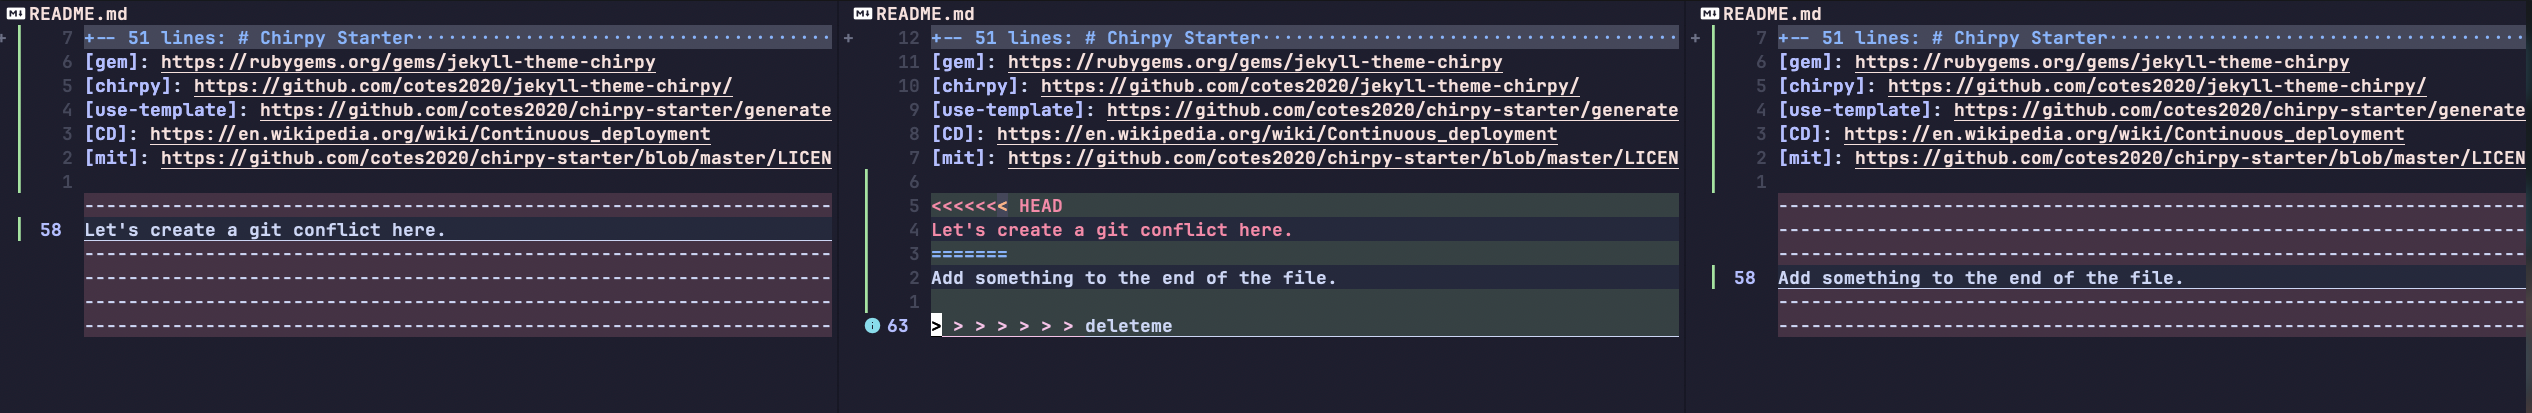 README.md
+ 7 +-- 51 lines: # Chirpy Starter······································
6 [gem]: https://rubygems.org/gems/jekyll-theme-chirpy
5 [chirpy]: https://github.com/cotes2020/jekyll-theme-chirpy/
4 [use-template]: https://github.com/cotes2020/chirpy-starter/generate
3 [CD]: https://en.wikipedia.org/wiki/Continuous_deployment
2 [mit]: https://github.com/cotes2020/chirpy-starter/blob/master/LICEN
1
--------------------------------------------------------------------
58 Let's create a git conflict here.
--------------------------------------------------------------------
--------------------------------------------------------------------
--------------------------------------------------------------------
--------------------------------------------------------------------
README.md
+ 12 +-- 51 lines: # Chirpy Starter······································
11 [gem]: https://rubygems.org/gems/jekyll-theme-chirpy
10 [chirpy]: https://github.com/cotes2020/jekyll-theme-chirpy/
9 [use-template]: https://github.com/cotes2020/chirpy-starter/generate
8 [CD]: https://en.wikipedia.org/wiki/Continuous_deployment
7 [mit]: https://github.com/cotes2020/chirpy-starter/blob/master/LICEN
6
5 <<<<<<< HEAD
4 Let's create a git conflict here.
3 =======
2 Add something to the end of the file.
1
63 > > > > > > > deleteme
README.md
+ 7 +-- 51 lines: # Chirpy Starter······································
6 [gem]: https://rubygems.org/gems/jekyll-theme-chirpy
5 [chirpy]: https://github.com/cotes2020/jekyll-theme-chirpy/
4 [use-template]: https://github.com/cotes2020/chirpy-starter/generate
3 [CD]: https://en.wikipedia.org/wiki/Continuous_deployment
2 [mit]: https://github.com/cotes2020/chirpy-starter/blob/master/LICEN
1
--------------------------------------------------------------------
--------------------------------------------------------------------
--------------------------------------------------------------------
58 Add something to the end of the file.
--------------------------------------------------------------------
--------------------------------------------------------------------